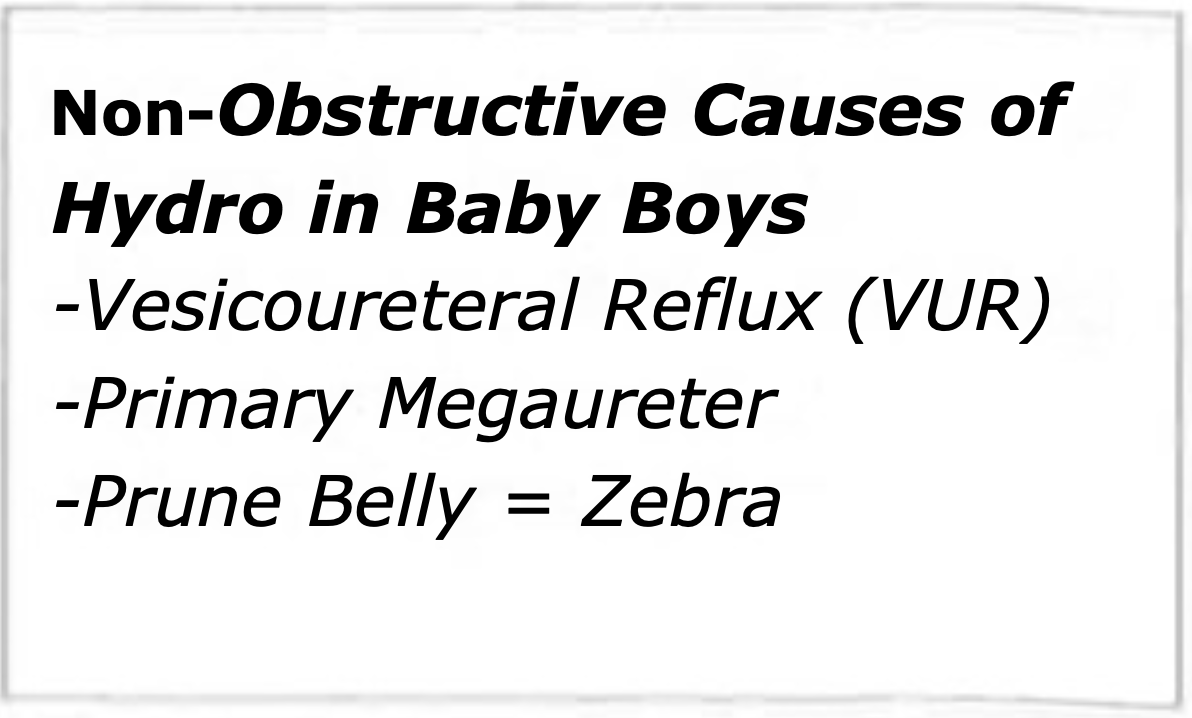 Non-Obstructive Causes of
Hydro in Baby Boys
-Vesicoureteral Reflux (VUR)
-Primary Megaureter
-Prune Belly = Zebra